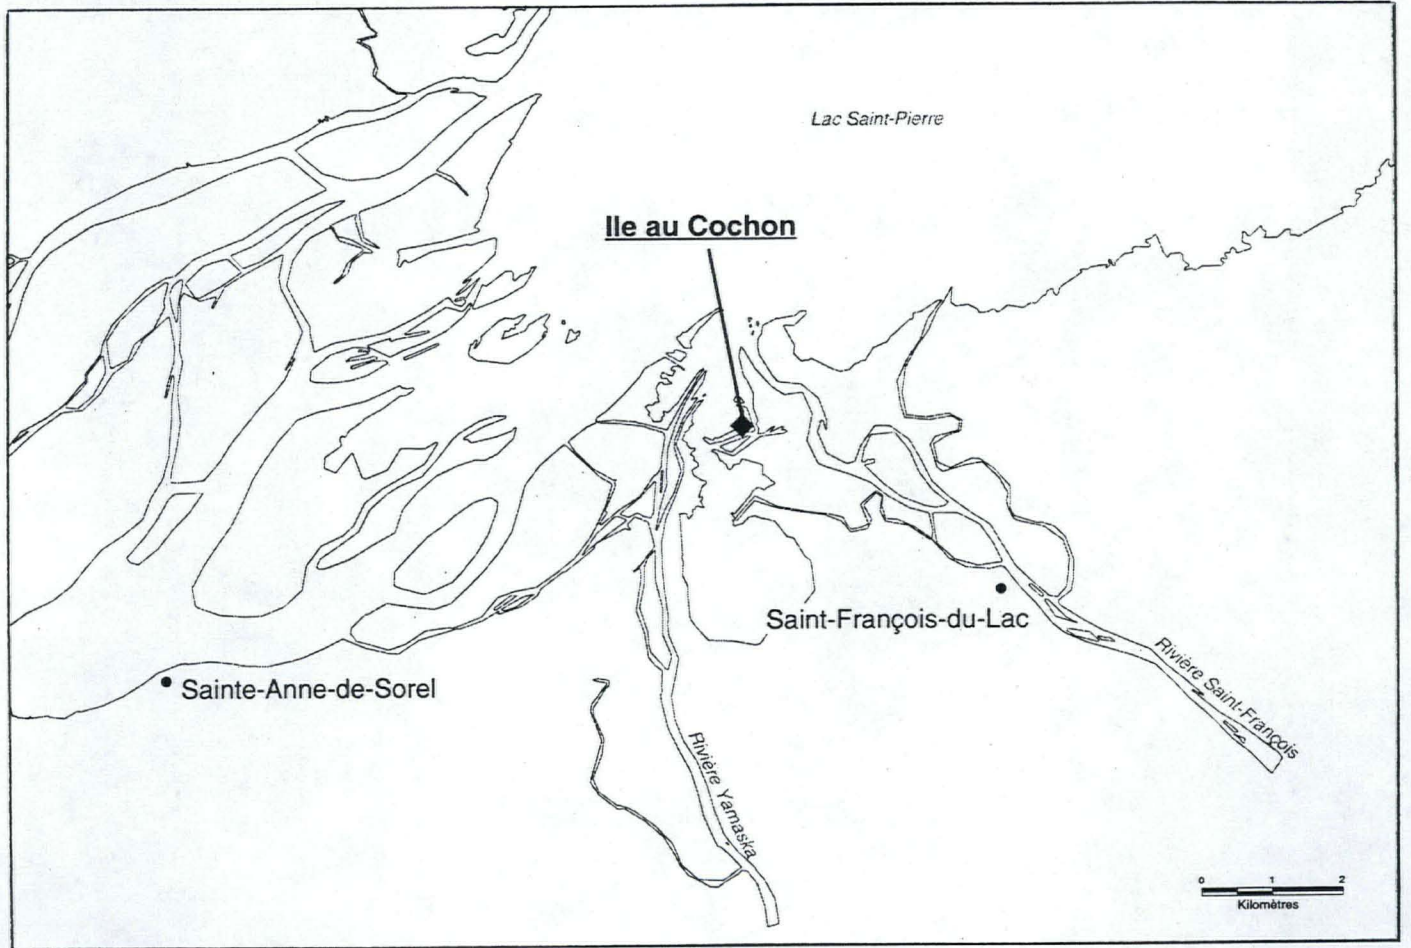 Lac Saint-Pierre
Ile au Cochon
Saint-François-du-Lac
Rivière Saint-François
Sainte-Anne-de-Sorel
Rivière Yamaska
0 1 2
Kilomètres